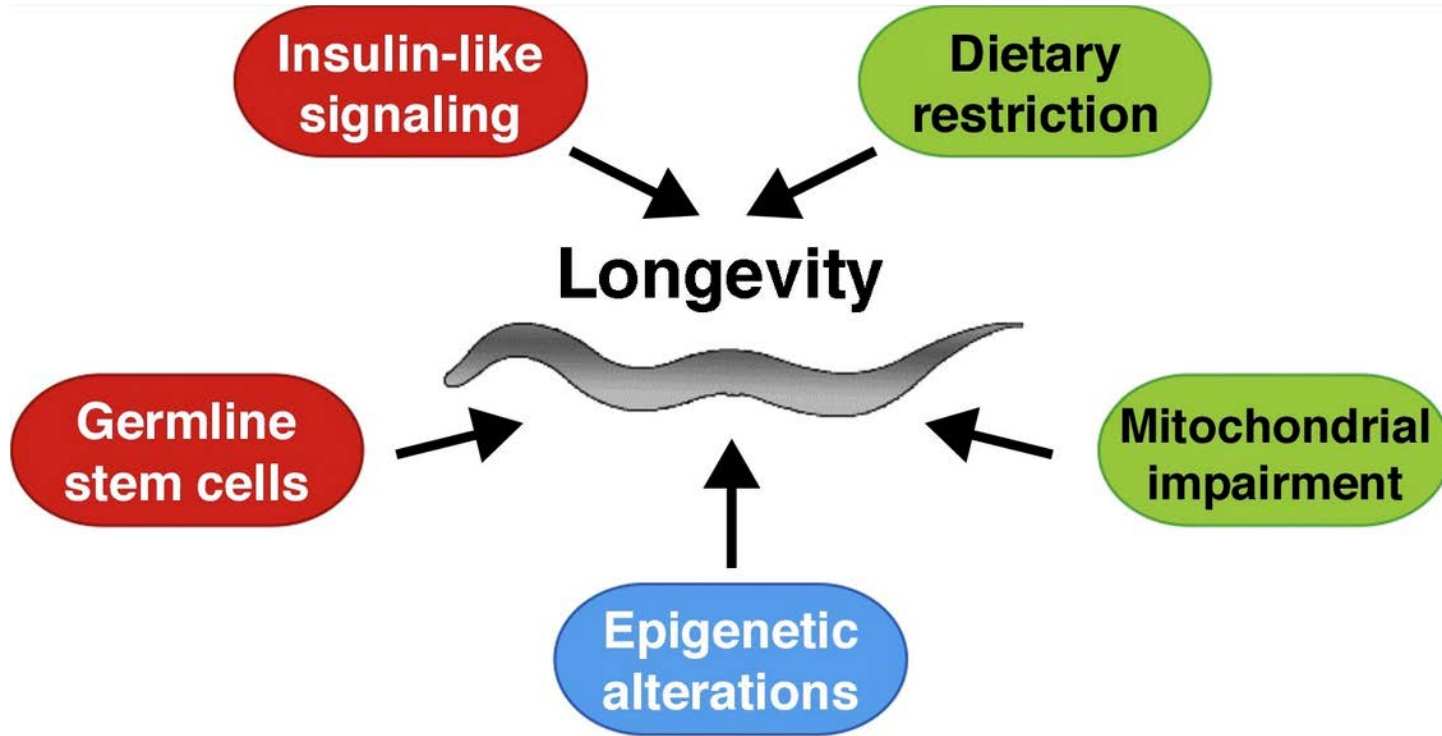 Insulin-like
signaling
Dietary
restriction
Longevity
Germline
stem cells
Mitochondrial
impairment
Epigenetic
alterations